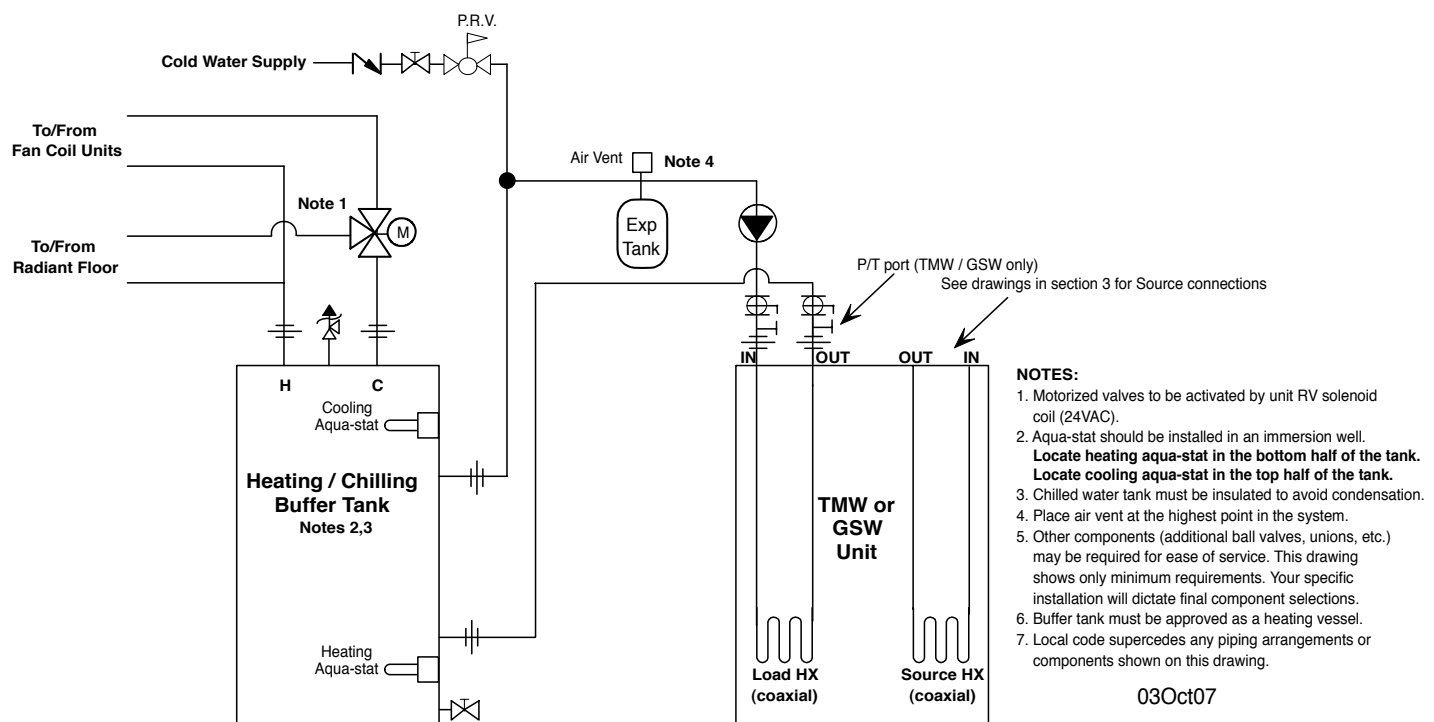 P.R.V.
Cold Water Supply
To/From
Fan Coil Units
Note 1
M
To/From
Radiant Floor
Air Vent
Note 4
Exp
Tank
P/T port (TMW / GSW only)
See drawings in section 3 for Source connections
IN
OUT
OUT
IN
H
C
Cooling
Aqua-stat
Heating / Chilling
Buffer Tank
Notes 2,3
Heating
Aqua-stat
TMW or
GSW
Unit
Load HX
(coaxial)
Source HX
(coaxial)
NOTES:
1. Motorized valves to be activated by unit RV solenoid
coil (24VAC).
2. Aqua-stat should be installed in an immersion well.
Locate heating aqua-stat in the bottom half of the tank.
Locate cooling aqua-stat in the top half of the tank.
3. Chilled water tank must be insulated to avoid condensation.
4. Place air vent at the highest point in the system.
5. Other components (additional ball valves, unions, etc.)
may be required for ease of service. This drawing
shows only minimum requirements. Your specific
installation will dictate final component selections.
6. Buffer tank must be approved as a heating vessel.
7. Local code supercedes any piping arrangements or
components shown on this drawing.
03Oct07